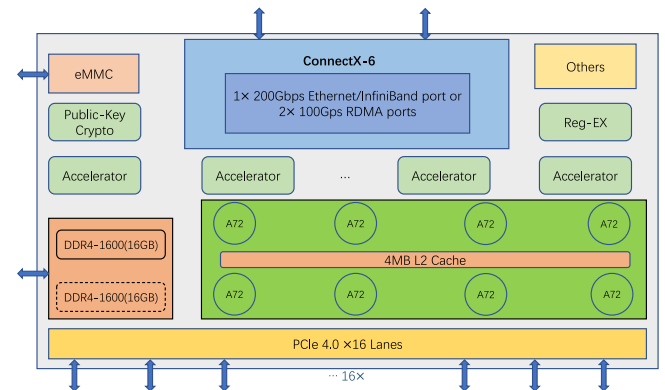 ConnectX-6
1× 200Gbps Ethernet/InfiniBand port or
2× 100Gps RDMA ports
eMMC
Others
Public-Key
Crypto
Reg-EX
Accelerator
Accelerator
...
Accelerator
Accelerator
DDR4-1600(16GB)
DDR4-1600(16GB)
A72
A72
A72
A72
4MB L2 Cache
A72
A72
A72
A72
PCIe 4.0 ×16 Lanes
... 16×